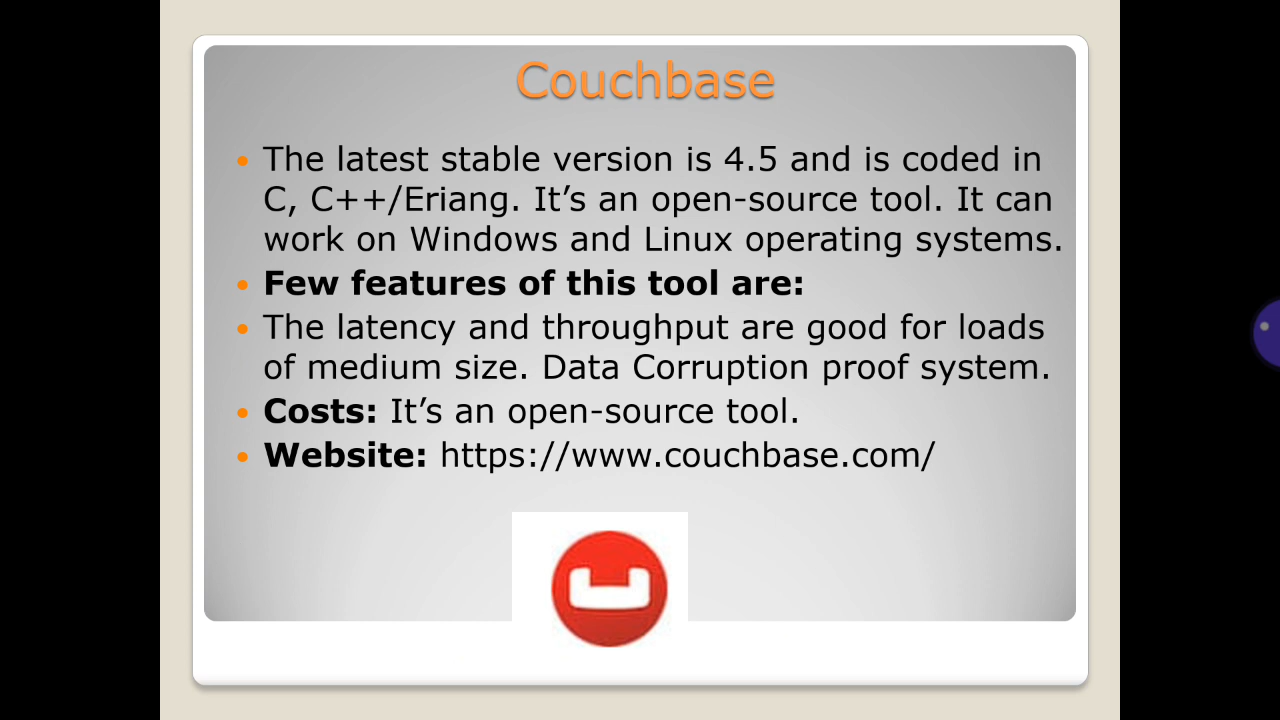 Couchbase
The latest stable version is 4.5 and is coded in
C, C++/Eriang. It’s an open-source tool. It can
work on Windows and Linux operating systems.
Few features of this tool are:
The latency and throughput are good for loads
of medium size. Data Corruption proof system.
Costs: It’s an open-source tool.
Website: https://www.couchbase.com/